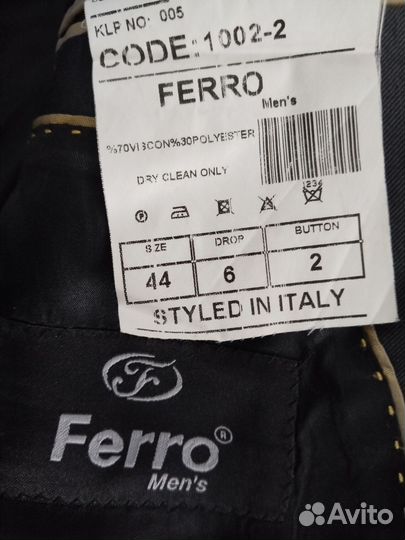 KLP NO: 005
CODE:1002-2
FERRO
Men's
%70VISCON%30POLYESTER
DRY CLEAN ONLY
SIZE DROP BUTTON
44 6 2
STYLED IN ITALY
F
Ferro®
Men's
Avito